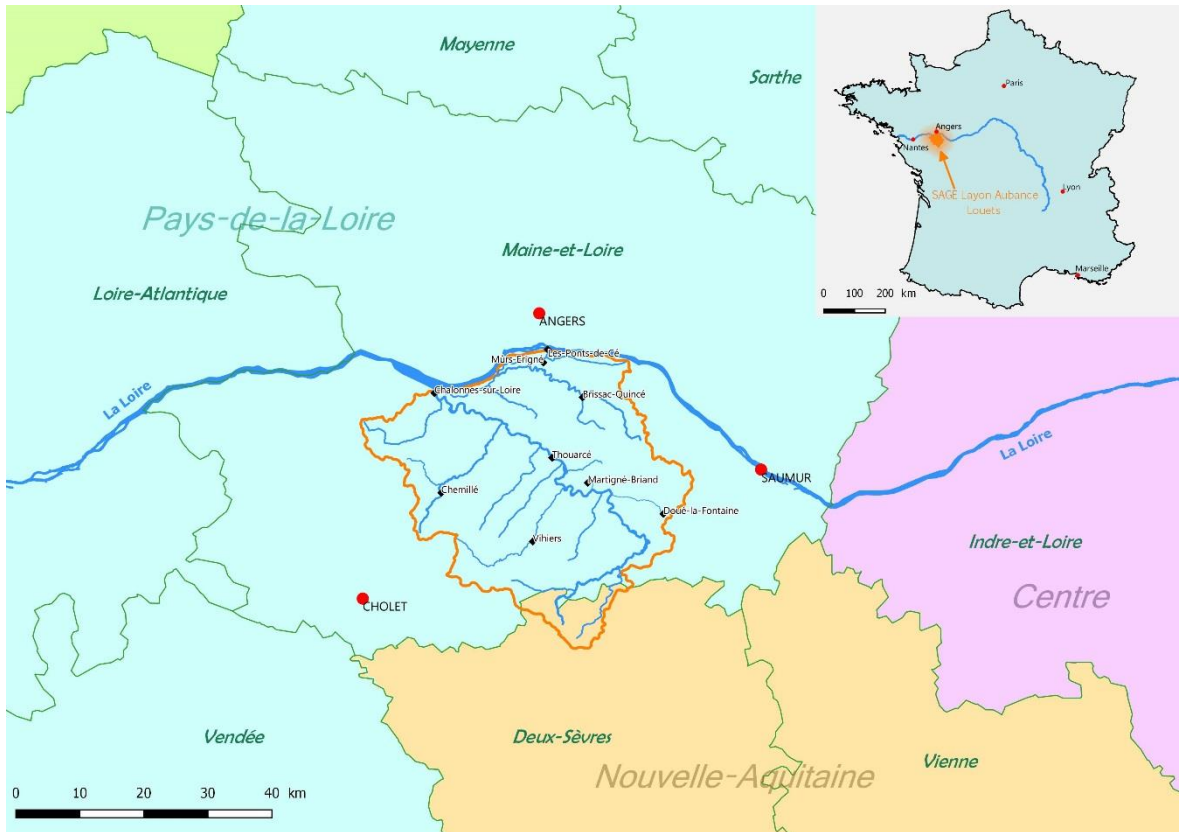 Mayenne
Sarthe
Pays-de-la-Loire
Maine-et-Loire
Loire-Atlantique
ANGERS
Les-Ponts-de-Cé
Murs-Erigné
Chalonnes-sur-Loire
Brissac-Quincé
La Loire
Thouarcé
Martigné-Briand
Chemillé
SAUMUR
Doué-la-Fontaine
La Loire
Vihiers
Indre-et-Loire
Centre
CHOLET
Vendée
Deux-Sèvres
Vienne
Nouvelle-Aquitaine
0 10 20 30 40 km
Paris
Angers
Nantes
SAGE Layon Aubance
Louets
Lyon
Marseille
0 100 200 km